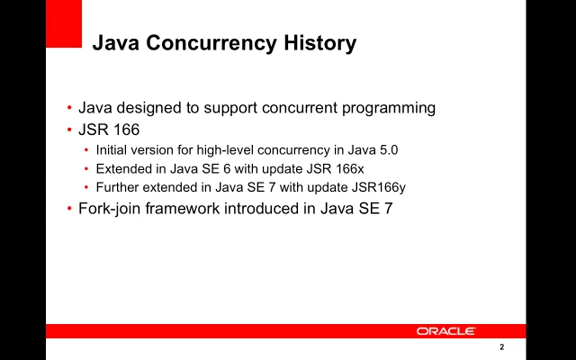 Java Concurrency History
• Java designed to support concurrent programming
• JSR 166
• Initial version for high-level concurrency in Java 5.0
• Extended in Java SE 6 with update JSR 166x
• Further extended in Java SE 7 with update JSR166y
• Fork-join framework introduced in Java SE 7
ORACLE
2